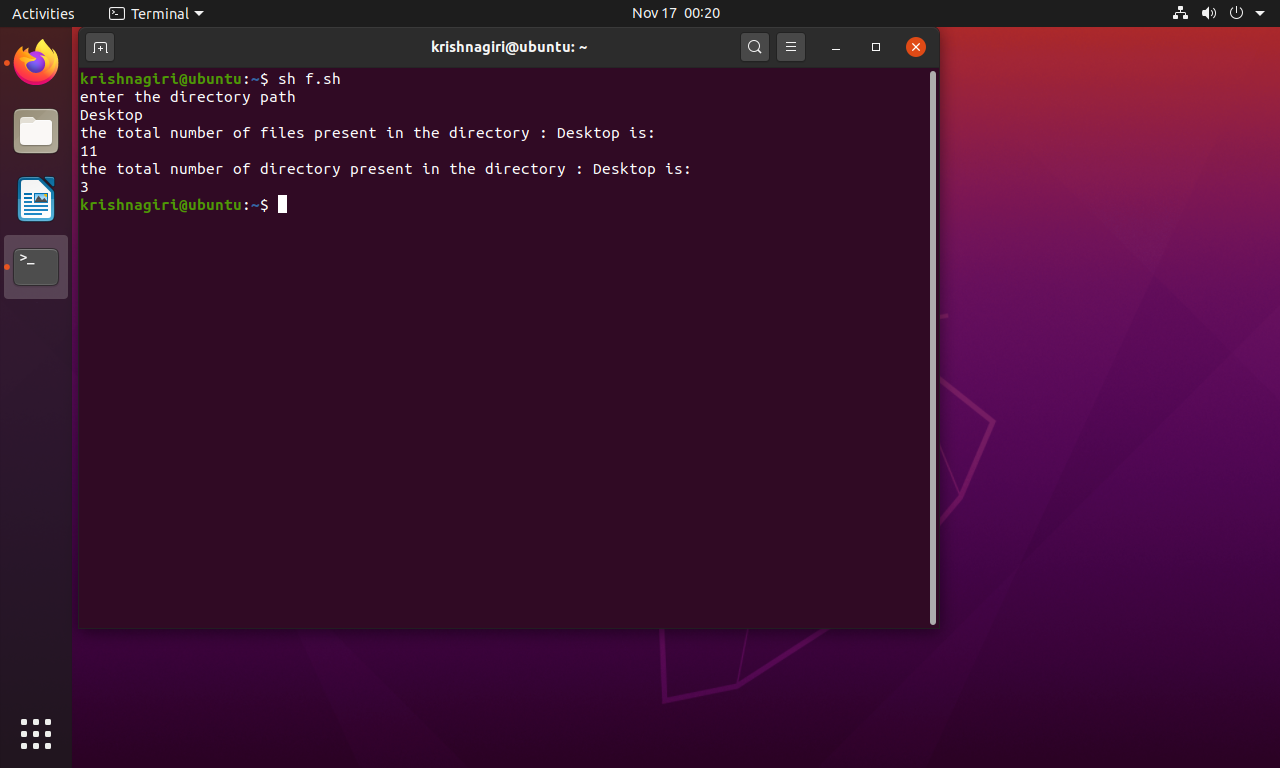 Activities
Terminal
Nov 17 00:20
krishnagiri@ubuntu: ~
krishnagiri@ubuntu:~$ sh f.sh
enter the directory path
Desktop
the total number of files present in the directory : Desktop is:
11
the total number of directory present in the directory : Desktop is:
3
krishnagiri@ubuntu:~$
>_